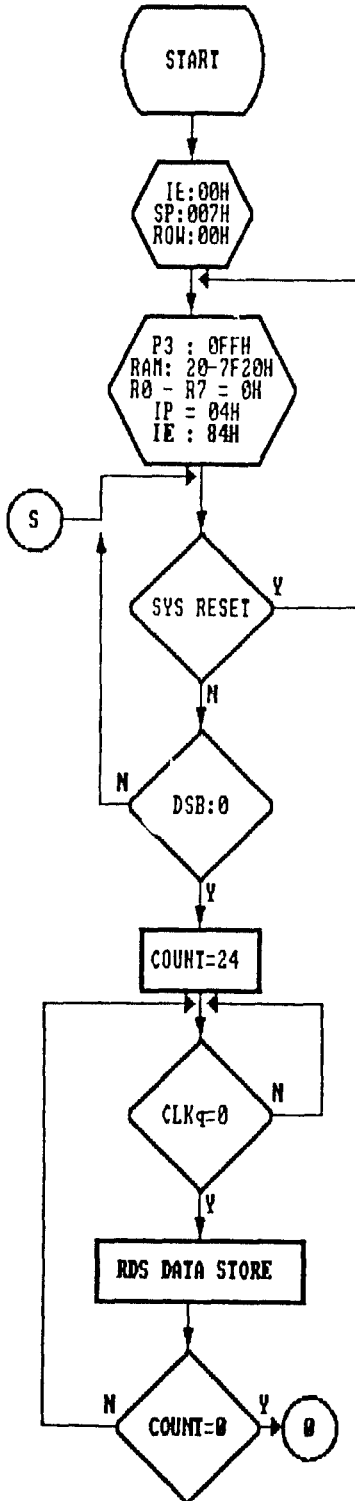 START
IE:00H
SP:007H
ROW:00H
P3 : 0FFH
RAM: 20-7F20H
R0 - R7 = 0H
IP = 04H
IE : 84H
S
SYS RESET
Y
N
N
DSB:0
Y
COUNT=24
CLKq=0
N
Y
RDS DATA STORE
N
COUNT=0
Y
0